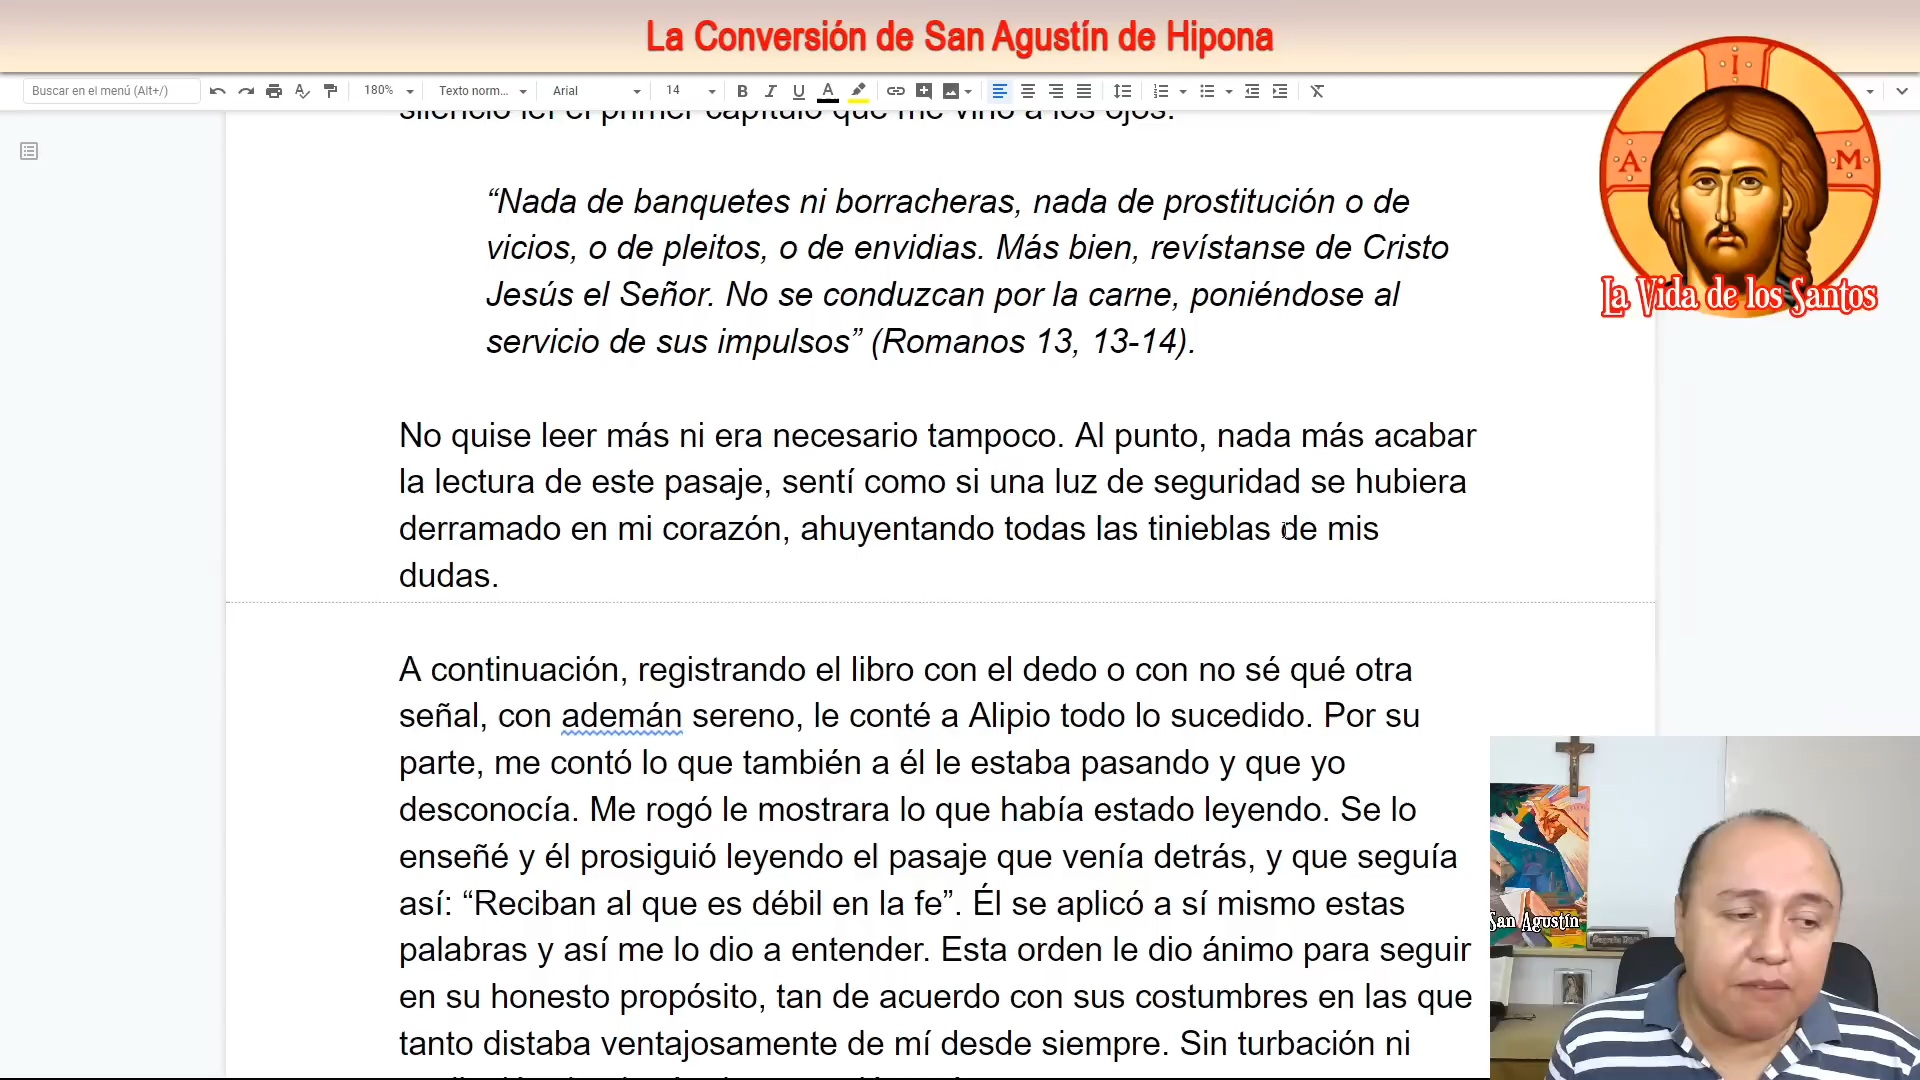 La Conversión de San Agustín de Hipona
Buscar en el menú (Alt+/)
180%
Texto norm...
Arial
14
I
A
M
La Vida de los Santos
silencio leí el primer capítulo que me vino a los ojos:
“Nada de banquetes ni borracheras, nada de prostitución o de
vicios, o de pleitos, o de envidias. Más bien, revístanse de Cristo
Jesús el Señor. No se conduzcan por la carne, poniéndose al
servicio de sus impulsos” (Romanos 13, 13-14).
No quise leer más ni era necesario tampoco. Al punto, nada más acabar
la lectura de este pasaje, sentí como si una luz de seguridad se hubiera
derramado en mi corazón, ahuyentando todas las tinieblas de mis
dudas.
A continuación, registrando el libro con el dedo o con no sé qué otra
señal, con ademán sereno, le conté a Alipio todo lo sucedido. Por su
parte, me contó lo que también a él le estaba pasando y que yo
desconocía. Me rogó le mostrara lo que había estado leyendo. Se lo
enseñé y él prosiguió leyendo el pasaje que venía detrás, y que seguía
así: “Reciban al que es débil en la fe”. Él se aplicó a sí mismo estas
palabras y así me lo dio a entender. Esta orden le dio ánimo para seguir
en su honesto propósito, tan de acuerdo con sus costumbres en las que
tanto distaba ventajosamente de mí desde siempre. Sin turbación ni
San Agustín